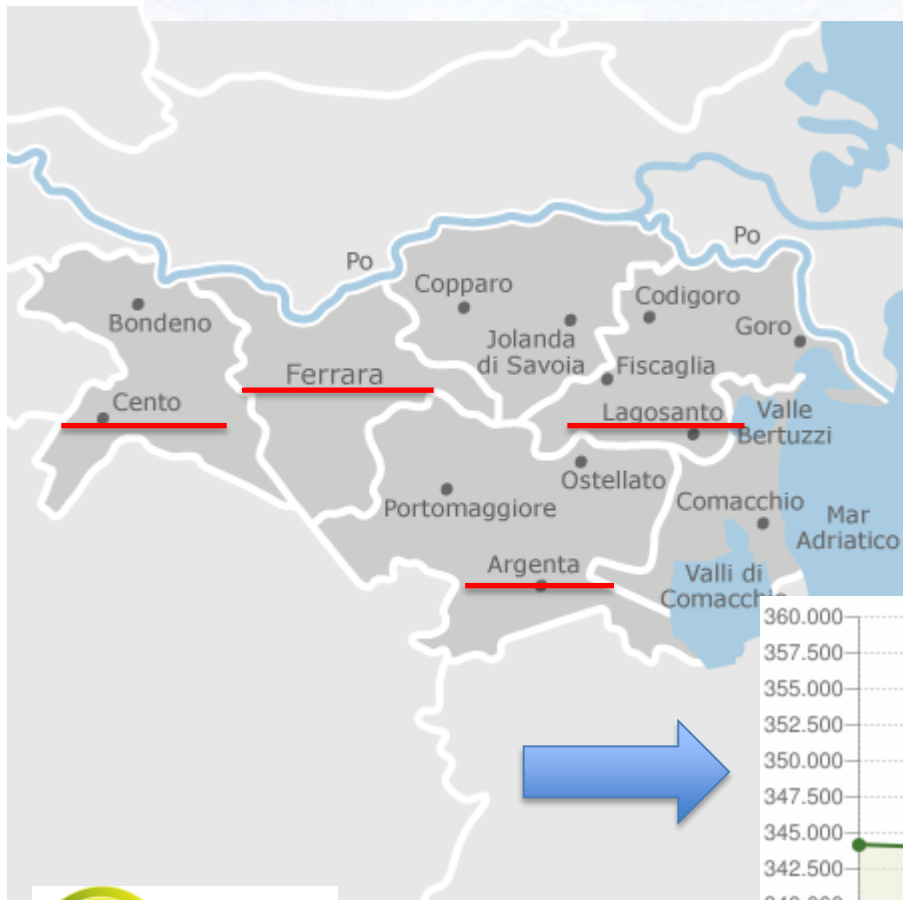 Po
Po
Copparo
Codigoro
Bondeno
Goro
Jolanda
di Savoia
Fiscaglia
Ferrara
Cento
Lagosanto
Valle
Bertuzzi
Ostellato
Portomaggiore
Comacchio
Mar
Adriatico
Argenta
Valli di
Comacchio
360.000
357.500
355.000
352.500
350.000
347.500
345.000
342.500